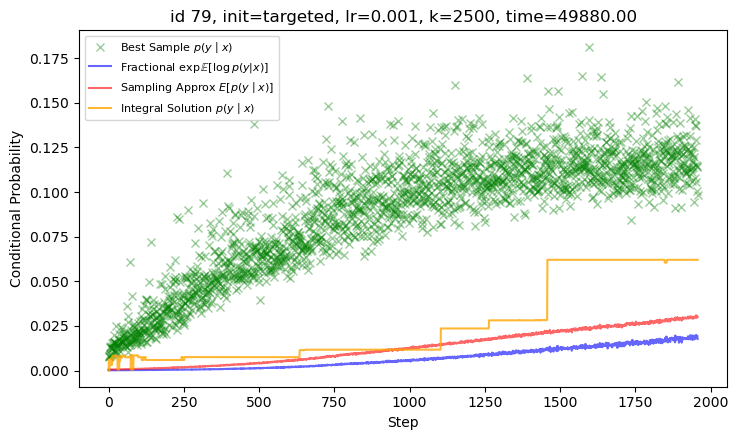 id 79, init=targeted, lr=0.001, k=2500, time=49880.00
Best Sample p(y | x)
Fractional exp𝔼[log p(y|x)]
Sampling Approx E[p(y | x)]
Integral Solution p(y | x)
Conditional Probability
0.175
0.150
0.125
0.100
0.075
0.050
0.025
0.000
0 250 500 750 1000 1250 1500 1750 2000
Step